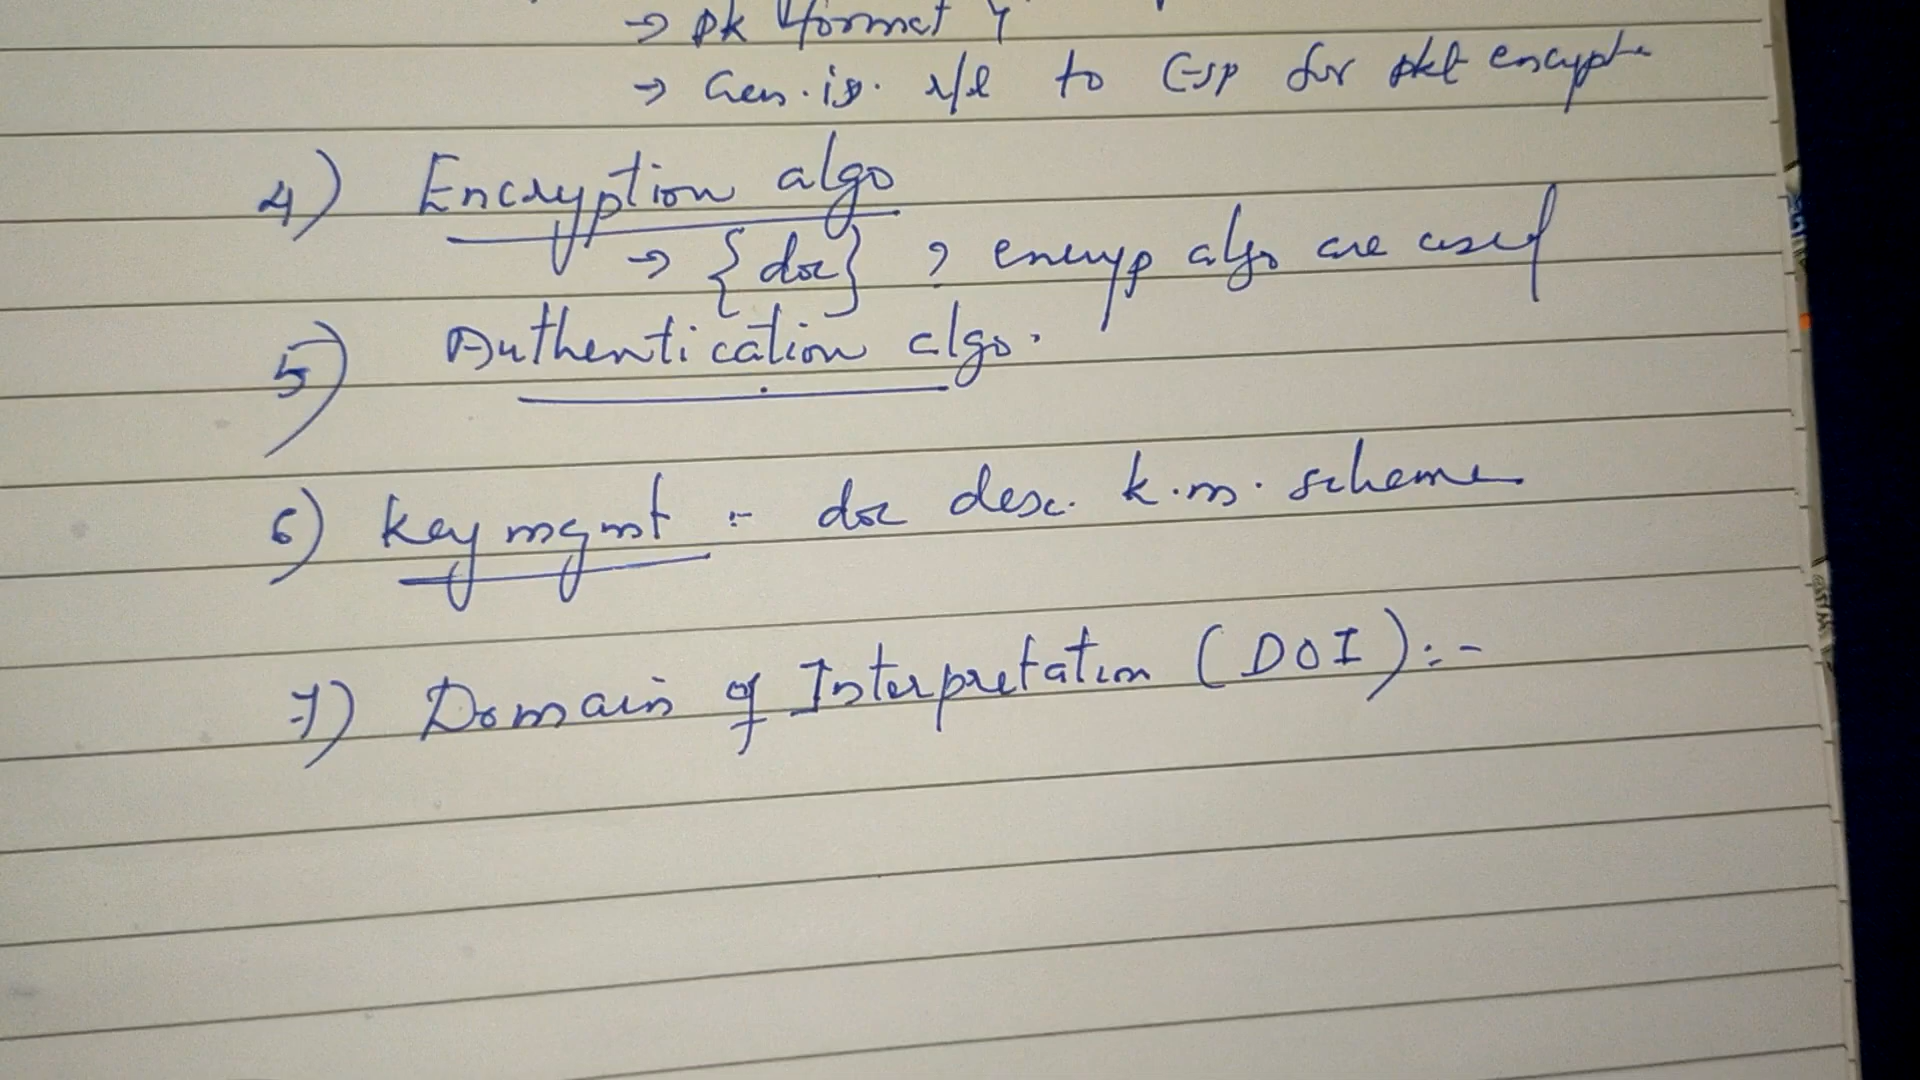 → pk format
→ Gen. is. r/l to ESP for pkt encypt
4) Encryption algo
→ {doc} , encryp algo are used
5) Authentication algo.
6) key mgmt :- doc desc. k.m. scheme
7) Domain of Interpretation (DOI):-